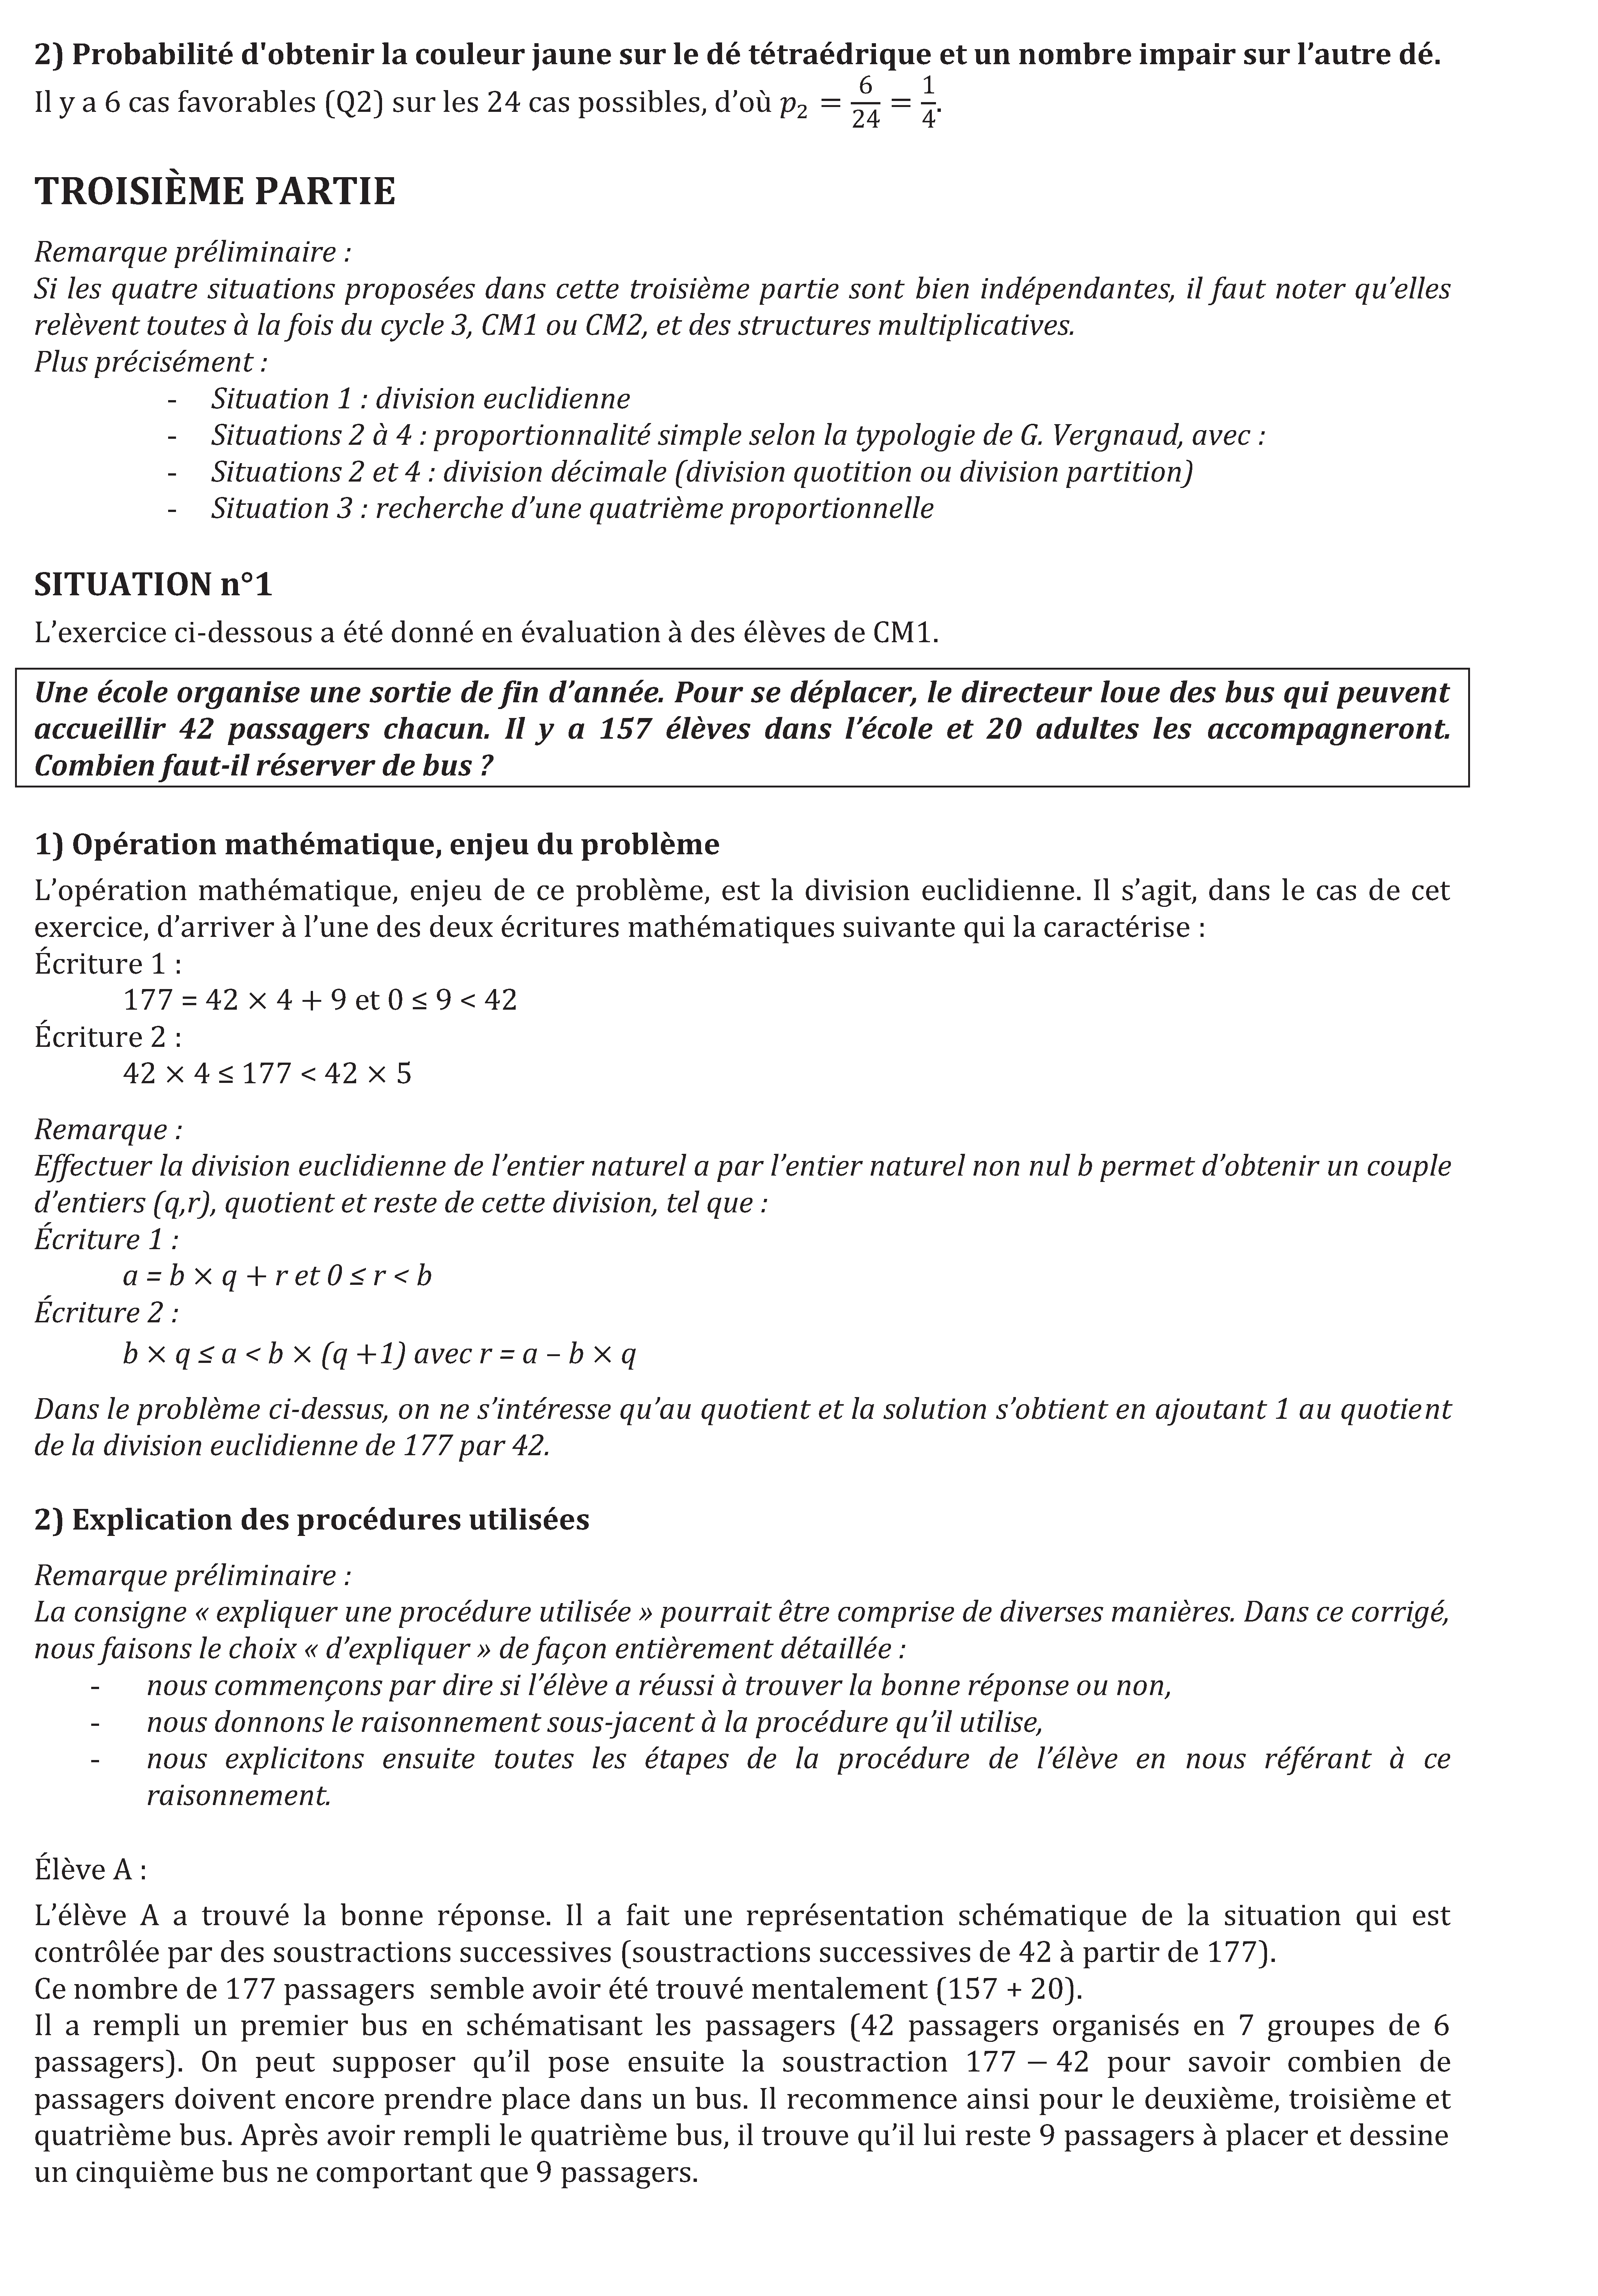 2) Probabilité d'obtenir la couleur jaune sur le dé tétraédrique et un nombre impair sur l’autre dé.
Il y a 6 cas favorables (Q2) sur les 24 cas possibles, d’où p₂ = 6/24 = 1/4.
TROISIÈME PARTIE
Remarque préliminaire :
Si les quatre situations proposées dans cette troisième partie sont bien indépendantes, il faut noter qu’elles
relèvent toutes à la fois du cycle 3, CM1 ou CM2, et des structures multiplicatives.
Plus précisément :
- Situation 1 : division euclidienne
- Situations 2 à 4 : proportionnalité simple selon la typologie de G. Vergnaud, avec :
- Situations 2 et 4 : division décimale (division quotition ou division partition)
- Situation 3 : recherche d’une quatrième proportionnelle
SITUATION n°1
L’exercice ci-dessous a été donné en évaluation à des élèves de CM1.
Une école organise une sortie de fin d’année. Pour se déplacer, le directeur loue des bus qui peuvent
accueillir 42 passagers chacun. Il y a 157 élèves dans l’école et 20 adultes les accompagneront.
Combien faut-il réserver de bus ?
1) Opération mathématique, enjeu du problème
L’opération mathématique, enjeu de ce problème, est la division euclidienne. Il s’agit, dans le cas de cet
exercice, d’arriver à l’une des deux écritures mathématiques suivante qui la caractérise :
Écriture 1 :
177 = 42 × 4 + 9 et 0 ≤ 9 < 42
Écriture 2 :
42 × 4 ≤ 177 < 42 × 5
Remarque :
Effectuer la division euclidienne de l’entier naturel a par l’entier naturel non nul b permet d’obtenir un couple
d’entiers (q,r), quotient et reste de cette division, tel que :
Écriture 1 :
a = b × q + r et 0 ≤ r < b
Écriture 2 :
b × q ≤ a < b × (q +1) avec r = a – b × q
Dans le problème ci-dessus, on ne s’intéresse qu’au quotient et la solution s’obtient en ajoutant 1 au quotient
de la division euclidienne de 177 par 42.
2) Explication des procédures utilisées
Remarque préliminaire :
La consigne « expliquer une procédure utilisée » pourrait être comprise de diverses manières. Dans ce corrigé,
nous faisons le choix « d’expliquer » de façon entièrement détaillée :
- nous commençons par dire si l’élève a réussi à trouver la bonne réponse ou non,
- nous donnons le raisonnement sous-jacent à la procédure qu’il utilise,
- nous explicitons ensuite toutes les étapes de la procédure de l’élève en nous référant à ce
raisonnement.
Élève A :
L’élève A a trouvé la bonne réponse. Il a fait une représentation schématique de la situation qui est
contrôlée par des soustractions successives (soustractions successives de 42 à partir de 177).
Ce nombre de 177 passagers semble avoir été trouvé mentalement (157 + 20).
Il a rempli un premier bus en schématisant les passagers (42 passagers organisés en 7 groupes de 6
passagers). On peut supposer qu’il pose ensuite la soustraction 177 − 42 pour savoir combien de
passagers doivent encore prendre place dans un bus. Il recommence ainsi pour le deuxième, troisième et
quatrième bus. Après avoir rempli le quatrième bus, il trouve qu’il lui reste 9 passagers à placer et dessine
un cinquième bus ne comportant que 9 passagers.